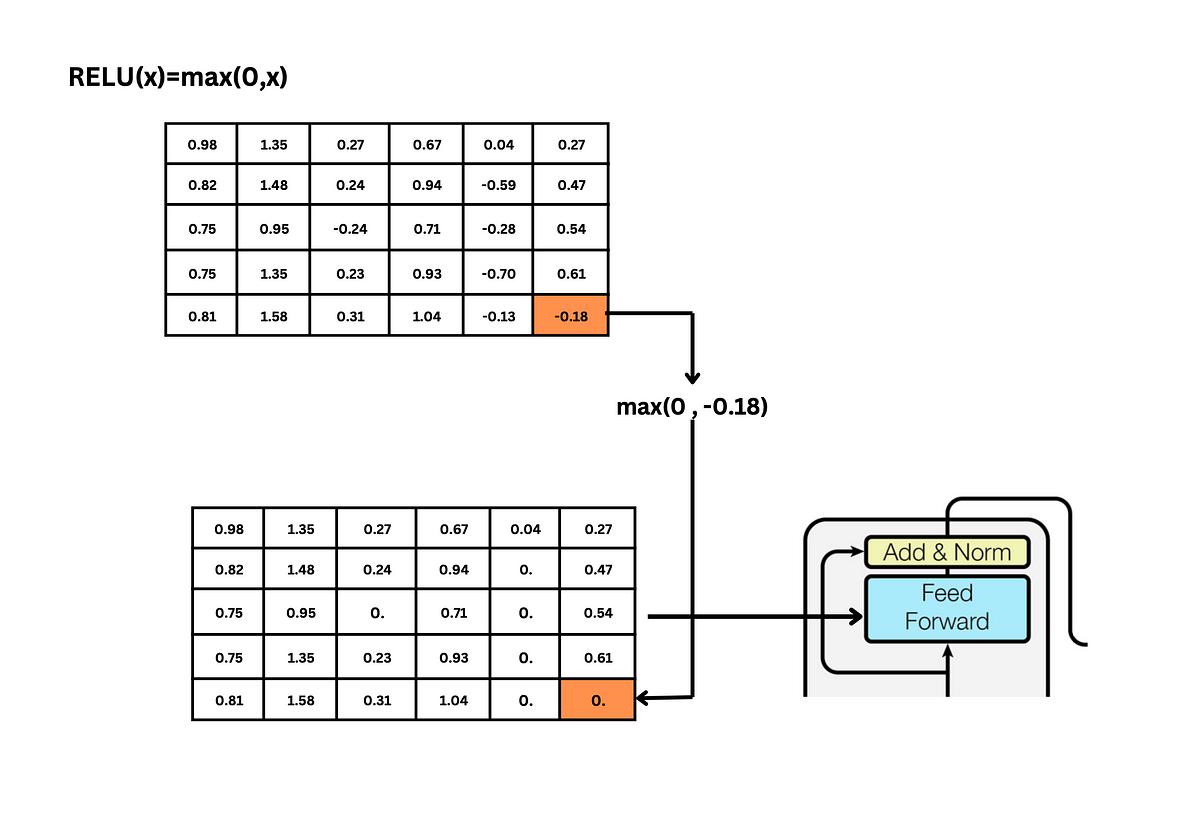 RELU(x)=max(0,x)
0.98 1.35 0.27 0.67 0.04 0.27
0.82 1.48 0.24 0.94 -0.59 0.47
0.75 0.95 -0.24 0.71 -0.28 0.54
0.75 1.35 0.23 0.93 -0.70 0.61
0.81 1.58 0.31 1.04 -0.13 -0.18
max(0 , -0.18)
0.98 1.35 0.27 0.67 0.04 0.27
0.82 1.48 0.24 0.94 0. 0.47
0.75 0.95 0. 0.71 0. 0.54
0.75 1.35 0.23 0.93 0. 0.61
0.81 1.58 0.31 1.04 0. 0.
Add & Norm
Feed
Forward